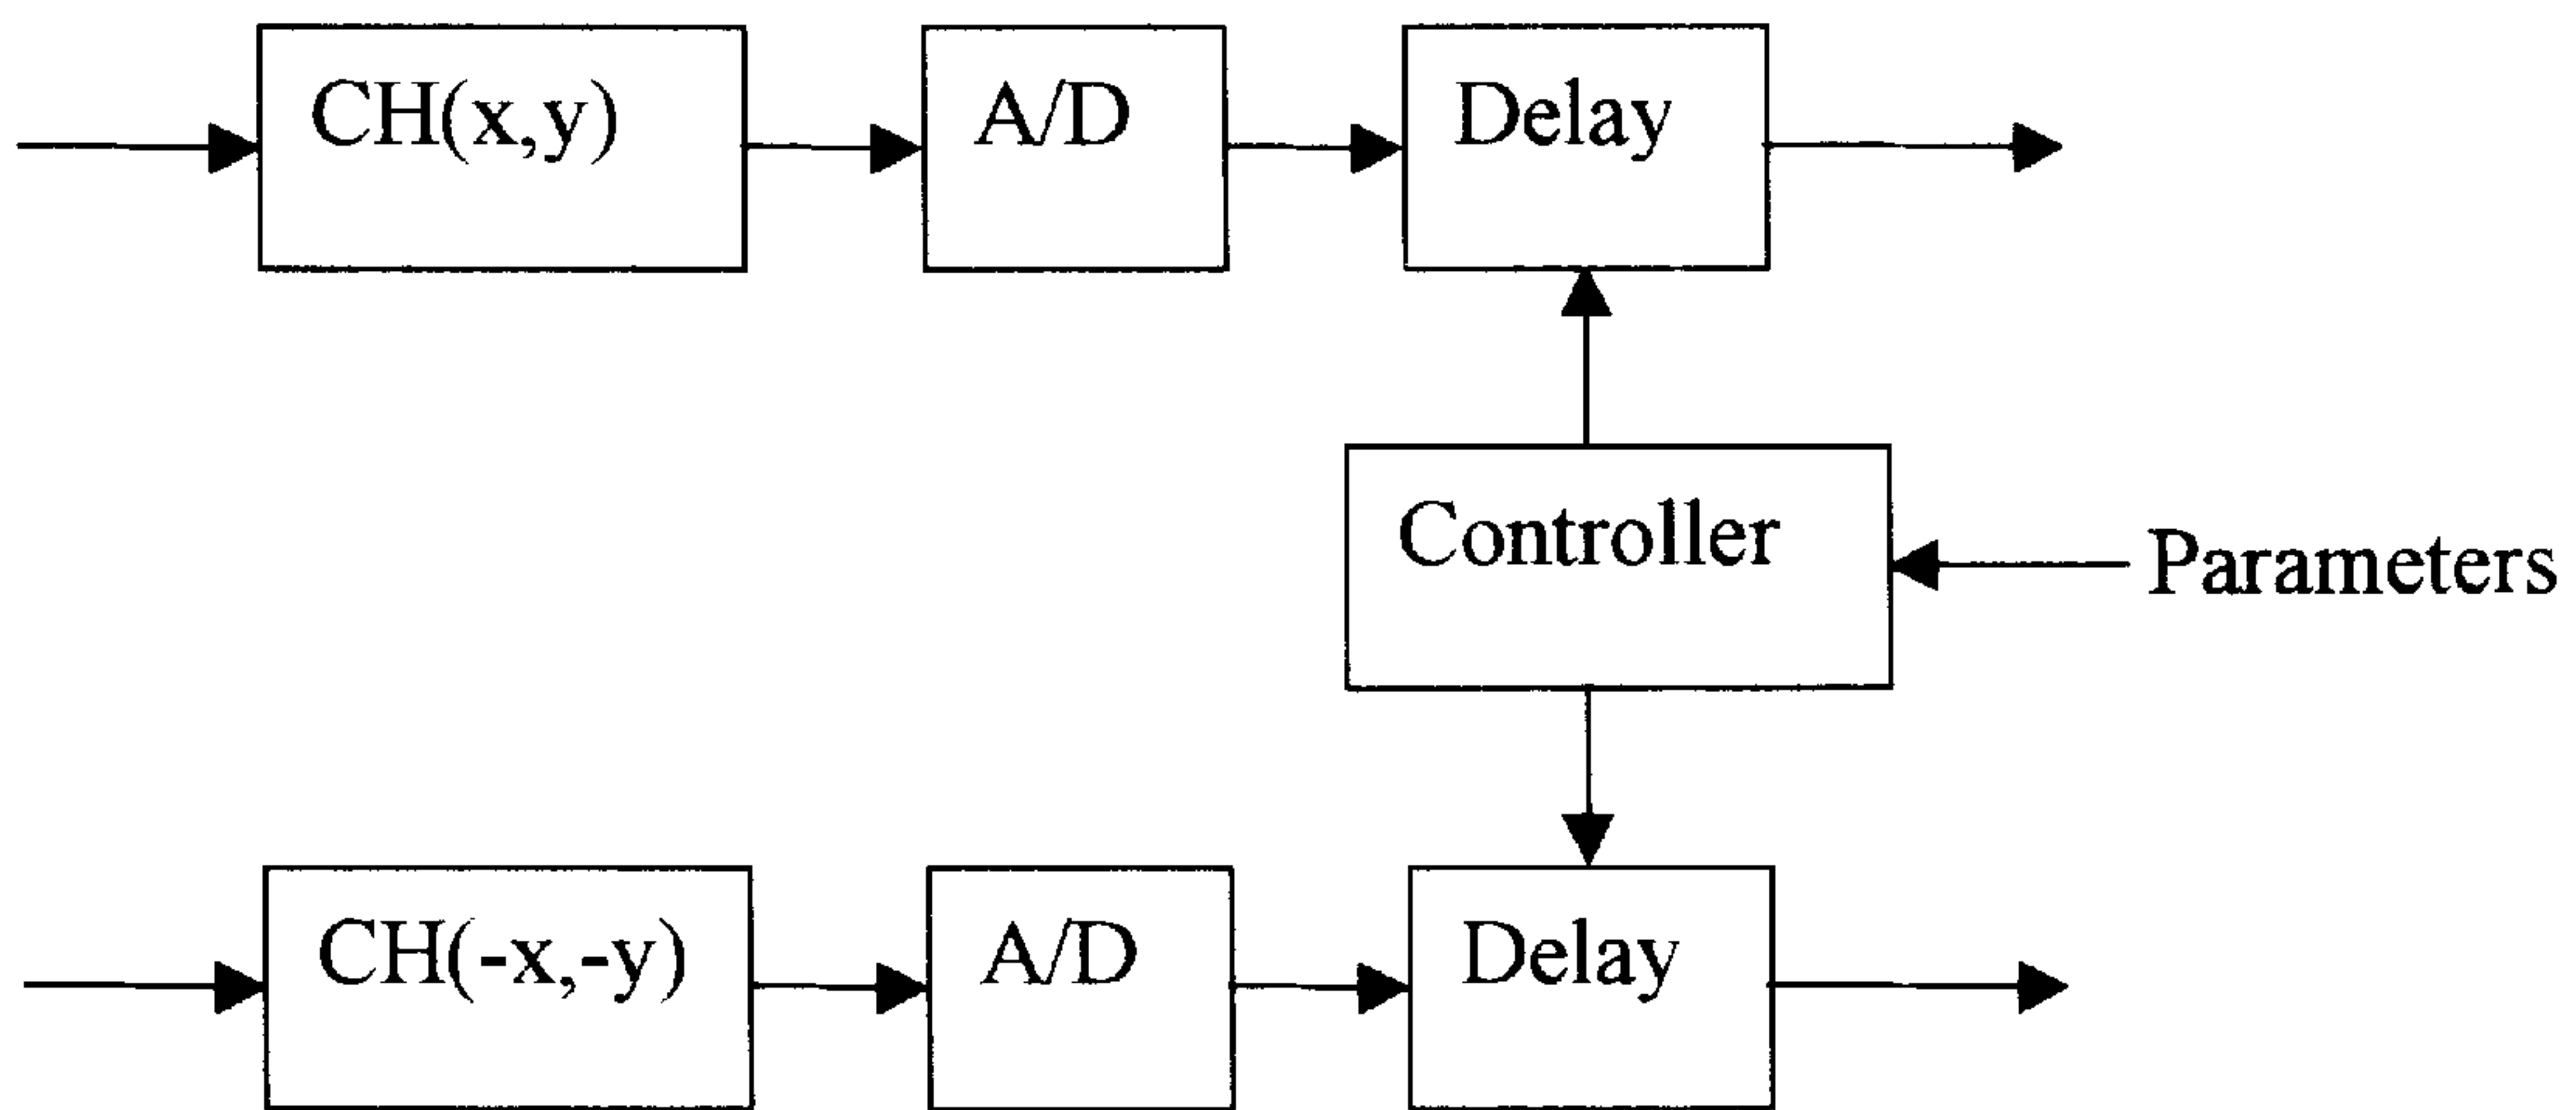 CH(x,y)
A/D
Delay
Controller
Parameters
CH(-x,-y)
A/D
Delay